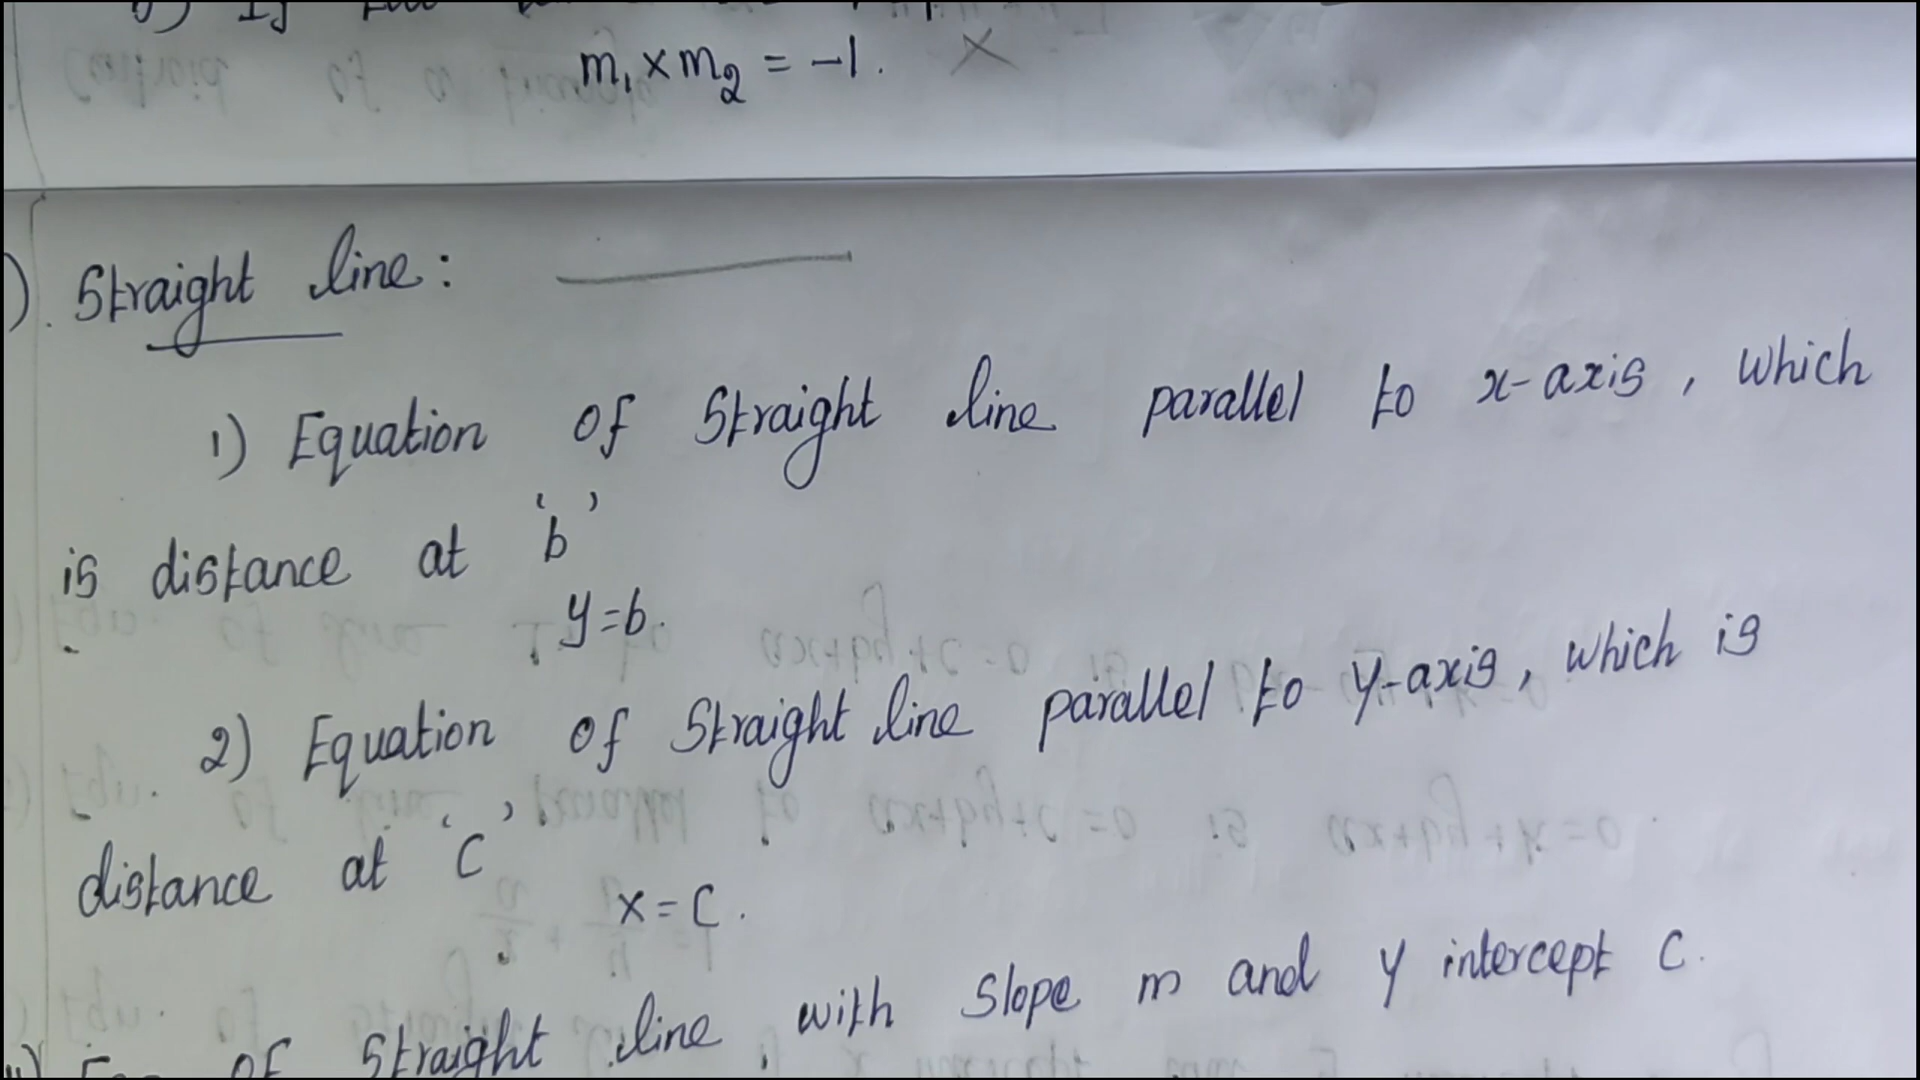 m₁ × m₂ = -1. X
). Straight line:
1) Equation of Straight line parallel to x-axis, which
is distance at 'b'
y=b.
2) Equation of Straight line parallel to y-axis, which is
distance at 'C'
x=C.
of Straight line with Slope m and y intercept C.